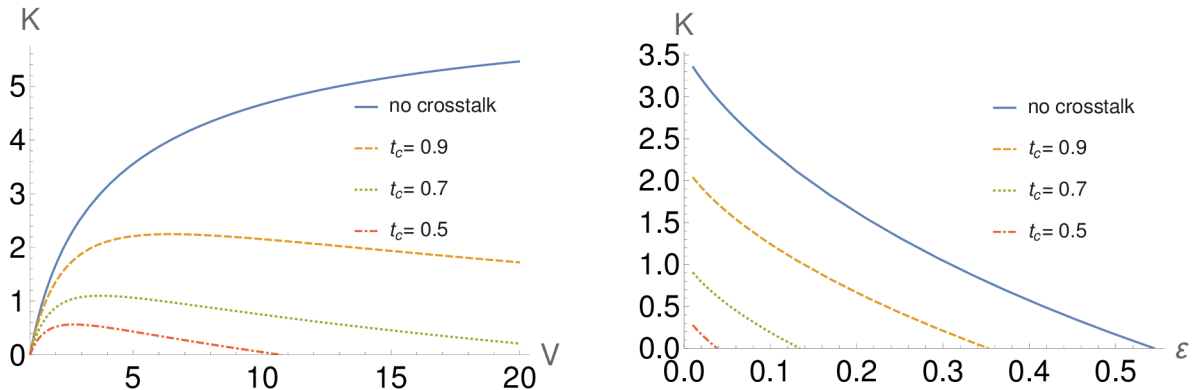 K
5
4
3
2
1
0
5
10
15
20
V
no crosstalk
t_c= 0.9
t_c= 0.7
t_c= 0.5
K
3.5
3.0
2.5
2.0
1.5
1.0
0.5
0.0
0.0
0.1
0.2
0.3
0.4
0.5
ε
no crosstalk
t_c= 0.9
t_c= 0.7
t_c= 0.5